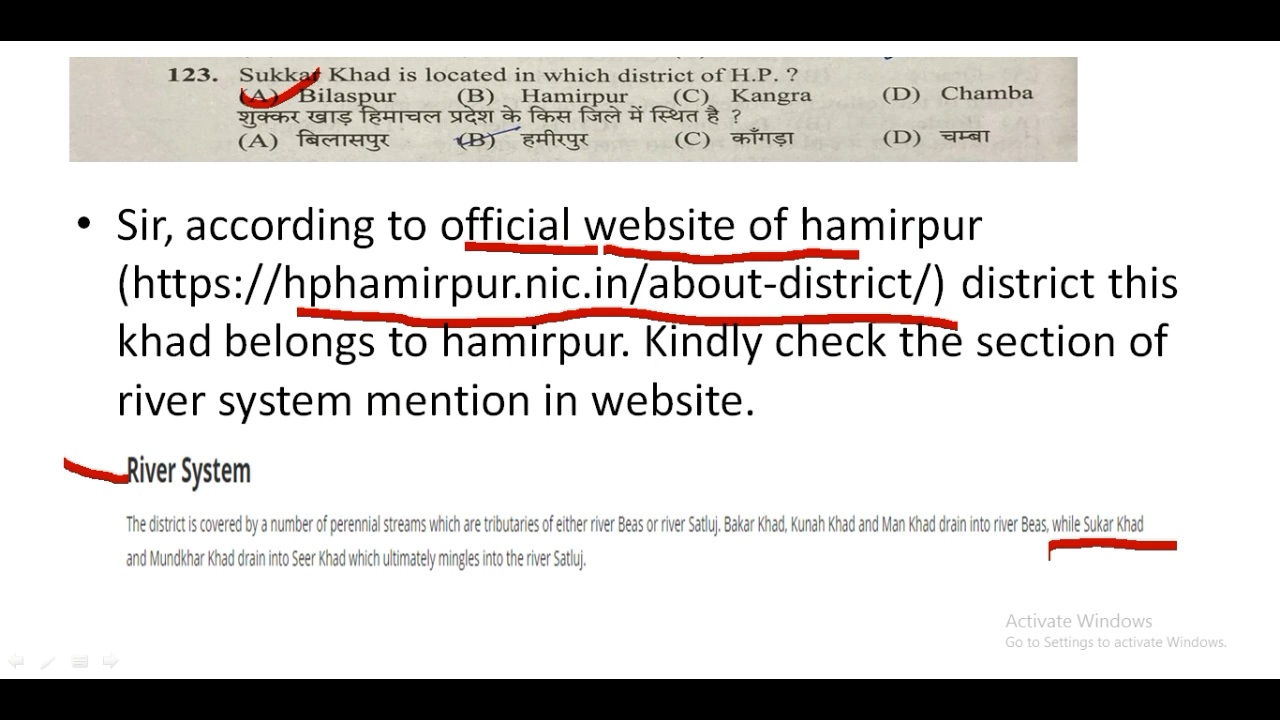 123. Sukkar Khad is located in which district of H.P. ?
(A) Bilaspur (B) Hamirpur (C) Kangra (D) Chamba
शुक्कर खाड़ हिमाचल प्रदेश के किस जिले में स्थित है ?
(A) बिलासपुर (B) हमीरपुर (C) काँगड़ा (D) चम्बा
• Sir, according to official website of hamirpur
(https://hphamirpur.nic.in/about-district/) district this
khad belongs to hamirpur. Kindly check the section of
river system mention in website.
River System
The district is covered by a number of perennial streams which are tributaries of either river Beas or river Satluj. Bakar Khad, Kunah Khad and Man Khad drain into river Beas, while Sukar Khad
and Mundkhar Khad drain into Seer Khad which ultimately mingles into the river Satluj.
Activate Windows
Go to Settings to activate Windows.